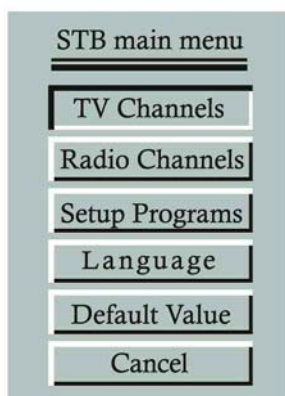 STB main menu
TV Channels
Radio Channels
Setup Programs
Language
Default Value
Cancel